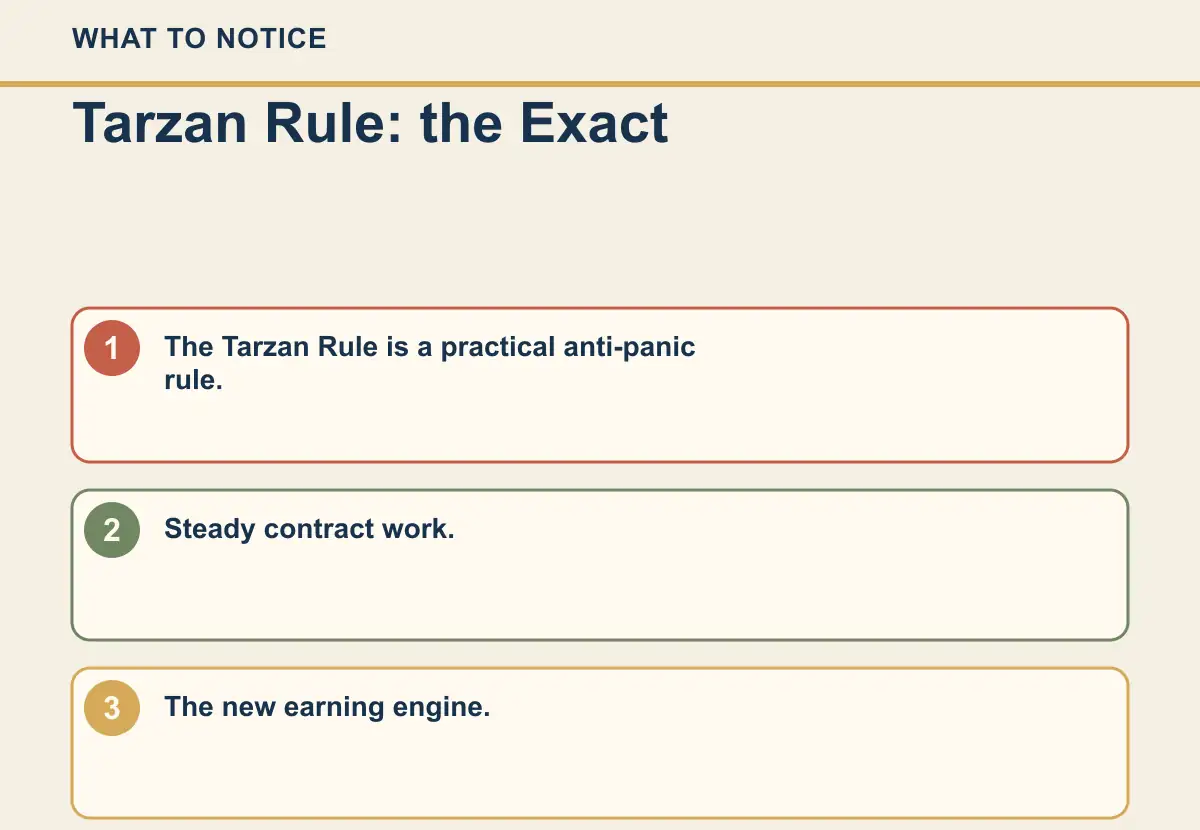 WHAT TO NOTICE
Tarzan Rule: the Exact
1
The Tarzan Rule is a practical anti-panic
rule.
2
Steady contract work.
3
The new earning engine.